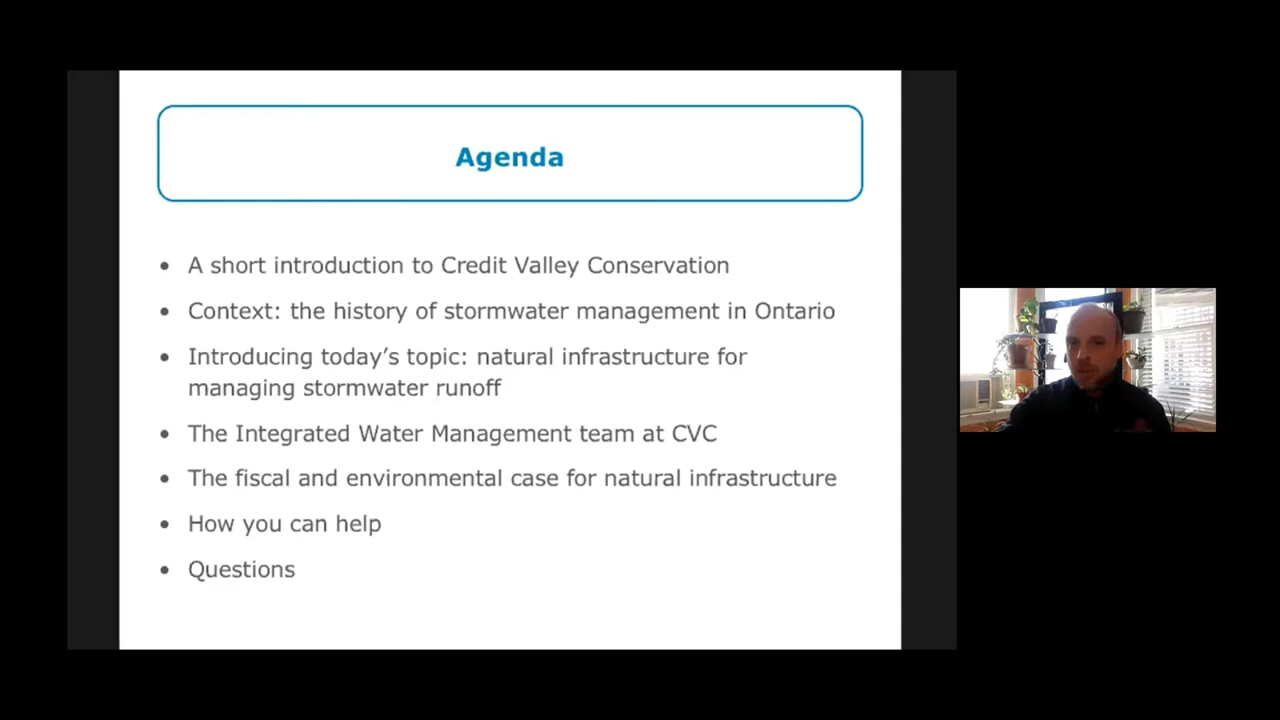 Agenda
• A short introduction to Credit Valley Conservation
• Context: the history of stormwater management in Ontario
• Introducing today’s topic: natural infrastructure for
managing stormwater runoff
• The Integrated Water Management team at CVC
• The fiscal and environmental case for natural infrastructure
• How you can help
• Questions